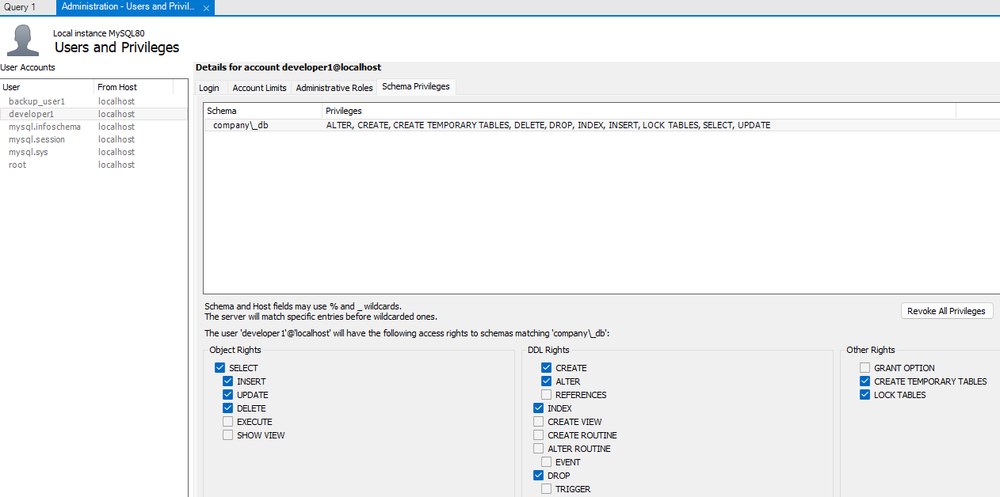 Query 1
Administration - Users and Privil...
Local instance MySQL80
Users and Privileges
User Accounts
User From Host
backup_user1 localhost
developer1 localhost
mysql.infoschema localhost
mysql.session localhost
mysql.sys localhost
root localhost
Details for account developer1@localhost
Login Account Limits Administrative Roles Schema Privileges
Schema Privileges
company\_db ALTER, CREATE, CREATE TEMPORARY TABLES, DELETE, DROP, INDEX, INSERT, LOCK TABLES, SELECT, UPDATE
Schema and Host fields may use % and _ wildcards.
The server will match specific entries before wildcarded ones.
Revoke All Privileges
The user 'developer1'@'localhost' will have the following access rights to schemas matching 'company\_db':
Object Rights
SELECT
INSERT
UPDATE
DELETE
EXECUTE
SHOW VIEW
DDL Rights
CREATE
ALTER
REFERENCES
INDEX
CREATE VIEW
CREATE ROUTINE
ALTER ROUTINE
EVENT
DROP
TRIGGER
Other Rights
GRANT OPTION
CREATE TEMPORARY TABLES
LOCK TABLES